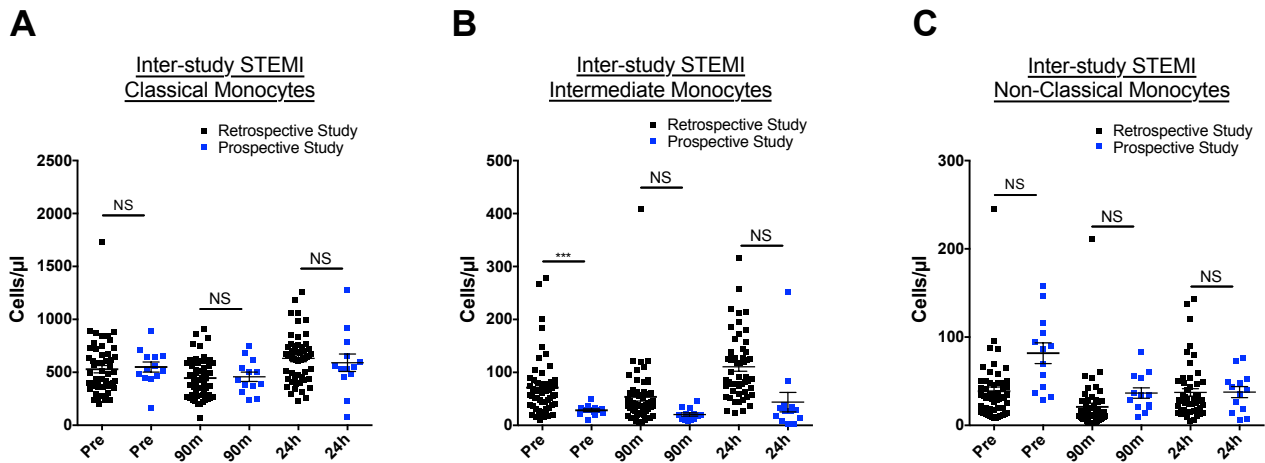 A
Inter-study STEMI
Classical Monocytes
Retrospective Study
Prospective Study
2500
2000
1500
1000
500
0
Cells/µl
NS
NS
NS
Pre
Pre
90m
90m
24h
24h
B
Inter-study STEMI
Intermediate Monocytes
Retrospective Study
Prospective Study
500
400
300
200
100
0
Cells/µl
***
NS
NS
Pre
Pre
90m
90m
24h
24h
C
Inter-study STEMI
Non-Classical Monocytes
Retrospective Study
Prospective Study
300
200
100
0
Cells/µl
NS
NS
NS
Pre
Pre
90m
90m
24h
24h